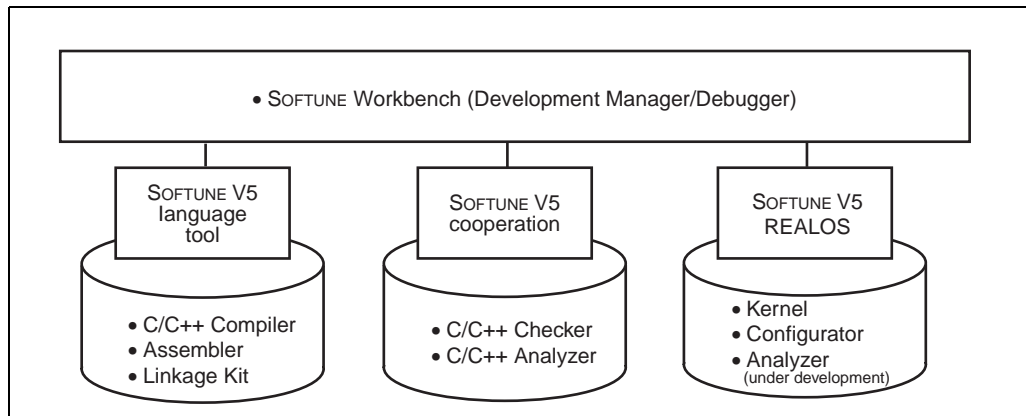 • SOFTUNE Workbench (Development Manager/Debugger)
SOFTUNE V5
language
tool
SOFTUNE V5
cooperation
SOFTUNE V5
REALOS
• C/C++ Compiler
• Assembler
• Linkage Kit
• C/C++ Checker
• C/C++ Analyzer
• Kernel
• Configurator
• Analyzer
(under development)